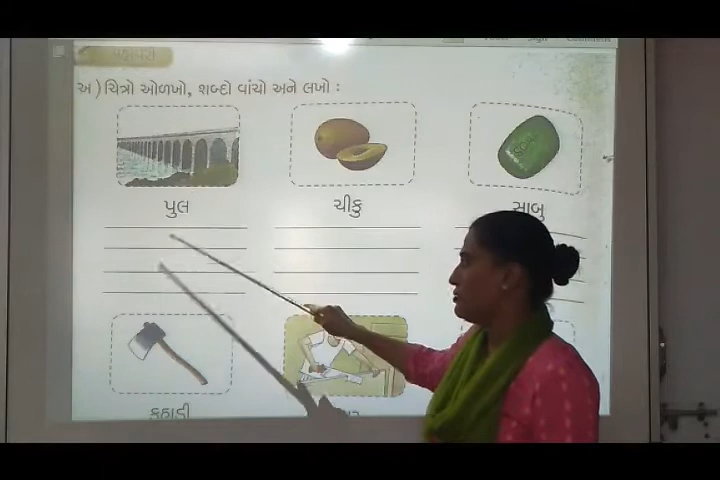 અ) ચિત્રો ઓળખો, શબ્દો વાંચો અને લખો :
પુલ
ચીકુ
સાબુ
કુહાડી